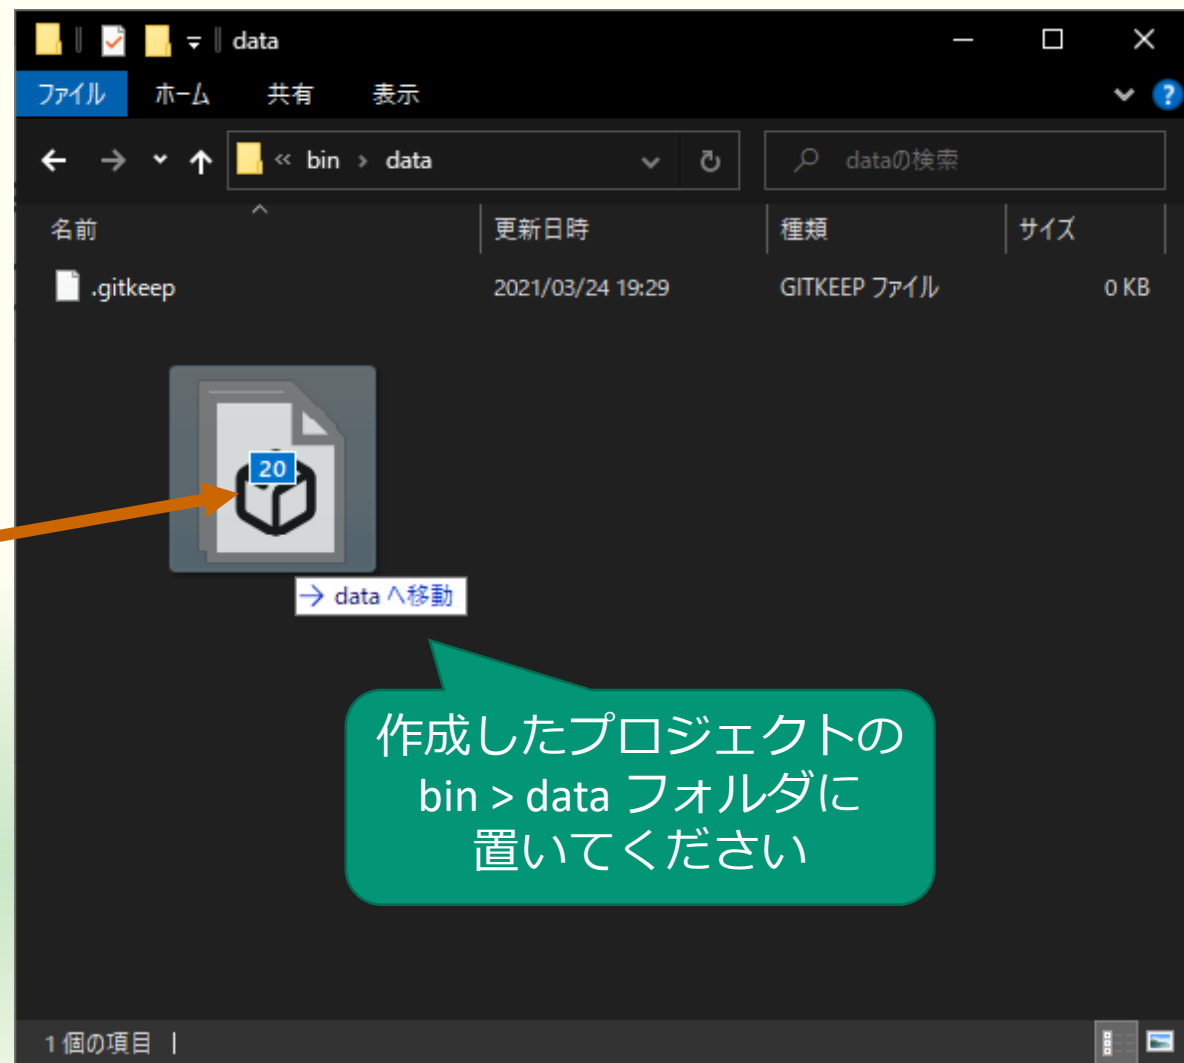 data
ファイル ホーム 共有 表示
« bin › data dataの検索
名前 更新日時 種類 サイズ
.gitkeep 2021/03/24 19:29 GITKEEP ファイル 0 KB
20
→ data へ移動
作成したプロジェクトの
bin > data フォルダに
置いてください
1 個の項目